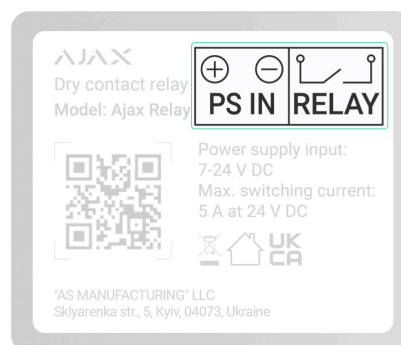 AJAX
Dry contact relay
Model: Ajax Relay
+ −
PS IN RELAY
Power supply input:
7-24 V DC
Max. switching current:
5 A at 24 V DC
UK
CA
"AS MANUFACTURING" LLC
Sklyarenka str., 5, Kyiv, 04073, Ukraine